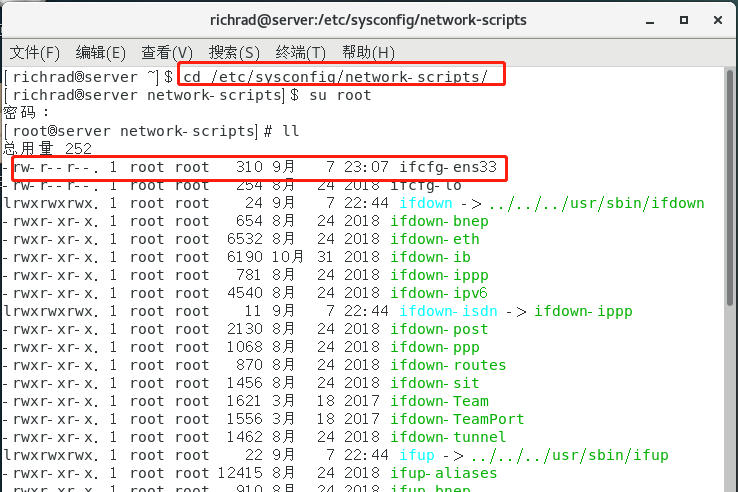 richrad@server:/etc/sysconfig/network-scripts
文件(F) 编辑(E) 查看(V) 搜索(S) 终端(T) 帮助(H)
[richrad@server ~]$ cd /etc/sysconfig/network-scripts/
[richrad@server network-scripts]$ su root
密码：
[root@server network-scripts]# ll
总用量 252
-rw-r--r--. 1 root root 310 9月 7 23:07 ifcfg-ens33
-rw-r--r--. 1 root root 254 8月 24 2018 ifcfg-lo
lrwxrwxrwx. 1 root root 24 9月 7 22:44 ifdown -> ../../../usr/sbin/ifdown
-rwxr-xr-x. 1 root root 654 8月 24 2018 ifdown-bnep
-rwxr-xr-x. 1 root root 6532 8月 24 2018 ifdown-eth
-rwxr-xr-x. 1 root root 6190 10月 31 2018 ifdown-ib
-rwxr-xr-x. 1 root root 781 8月 24 2018 ifdown-ippp
-rwxr-xr-x. 1 root root 4540 8月 24 2018 ifdown-ipv6
lrwxrwxrwx. 1 root root 11 9月 7 22:44 ifdown-isdn -> ifdown-ippp
-rwxr-xr-x. 1 root root 2130 8月 24 2018 ifdown-post
-rwxr-xr-x. 1 root root 1068 8月 24 2018 ifdown-ppp
-rwxr-xr-x. 1 root root 870 8月 24 2018 ifdown-routes
-rwxr-xr-x. 1 root root 1456 8月 24 2018 ifdown-sit
-rwxr-xr-x. 1 root root 1621 3月 18 2017 ifdown-Team
-rwxr-xr-x. 1 root root 1556 3月 18 2017 ifdown-TeamPort
-rwxr-xr-x. 1 root root 1462 8月 24 2018 ifdown-tunnel
lrwxrwxrwx. 1 root root 22 9月 7 22:44 ifup -> ../../../usr/sbin/ifup
-rwxr-xr-x. 1 root root 12415 8月 24 2018 ifup-aliases
-rwxr-xr-x. 1 root root 910 8月 24 2018 ifup-bnep